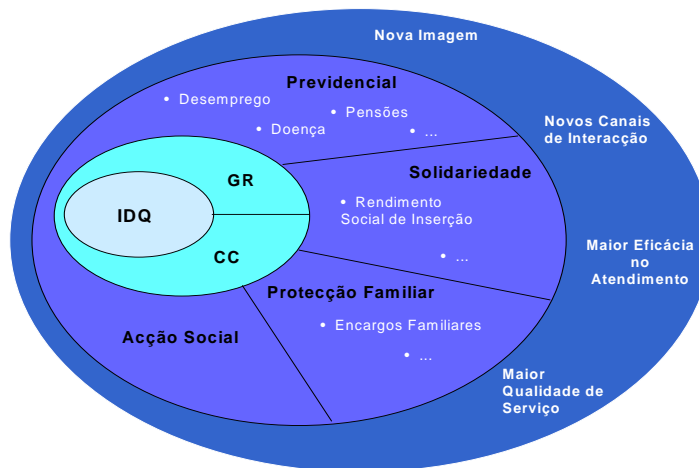 Nova Imagem
Previdencial
• Desemprego
• Pensões
• Doença
• ...
Novos Canais
de Interacção
GR
Solidariedade
• Rendimento
Social de Inserção
IDQ
• ...
Maior Eficácia
no
Atendimento
CC
Protecção Familiar
• Encargos Familiares
Acção Social
• ...
Maior
Qualidade de
Serviço